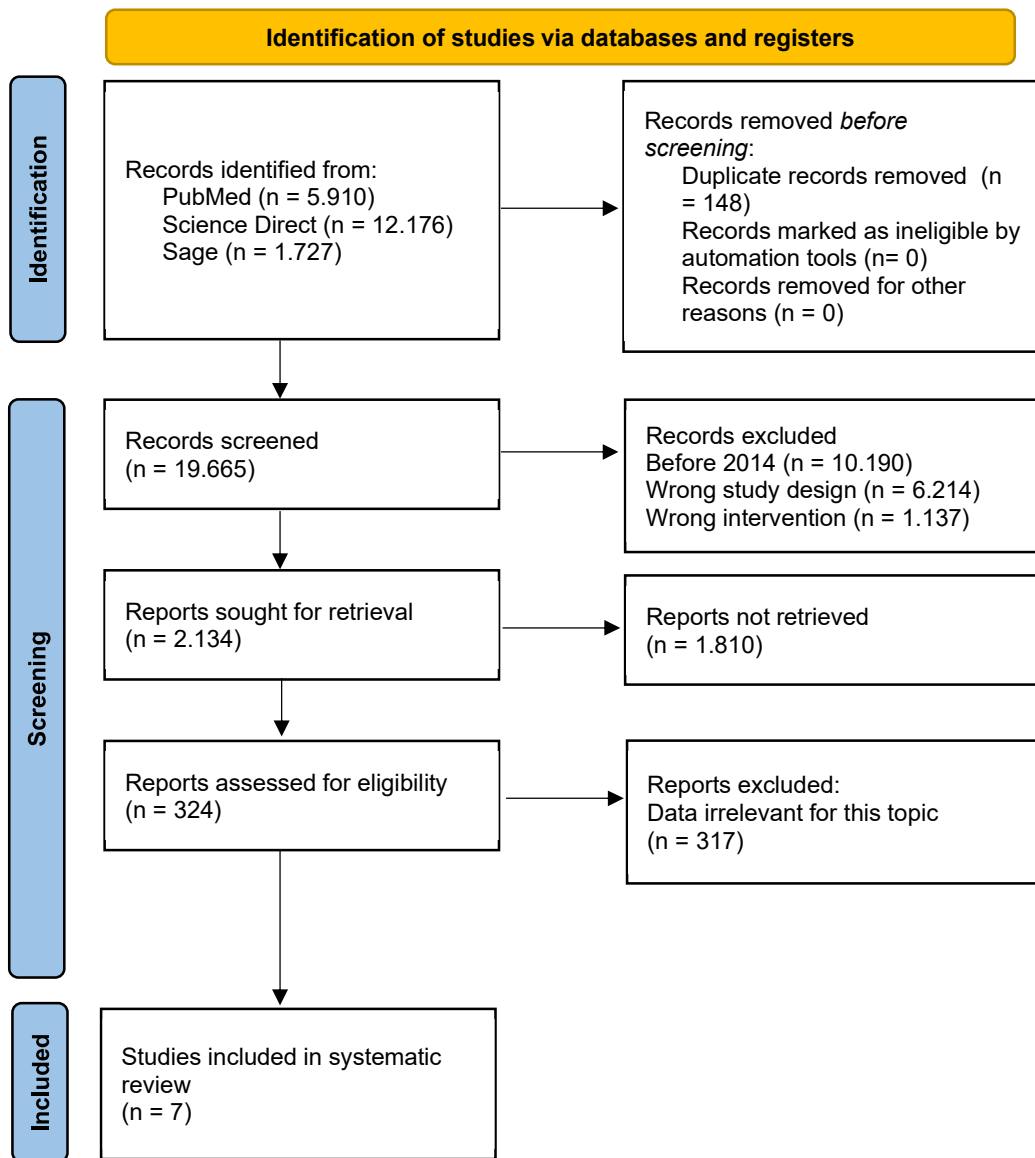 Identification of studies via databases and registers
Identification
Records identified from:
PubMed (n = 5.910)
Science Direct (n = 12.176)
Sage (n = 1.727)
Records removed before
screening:
Duplicate records removed  (n
= 148)
Records marked as ineligible by
automation tools (n= 0)
Records removed for other
reasons (n = 0)
Screening
Records screened
(n = 19.665)
Records excluded
Before 2014 (n = 10.190)
Wrong study design (n = 6.214)
Wrong intervention (n = 1.137)
Reports sought for retrieval
(n = 2.134)
Reports not retrieved
(n = 1.810)
Reports assessed for eligibility
(n = 324)
Reports excluded:
Data irrelevant for this topic
(n = 317)
Included
Studies included in systematic
review
(n = 7)